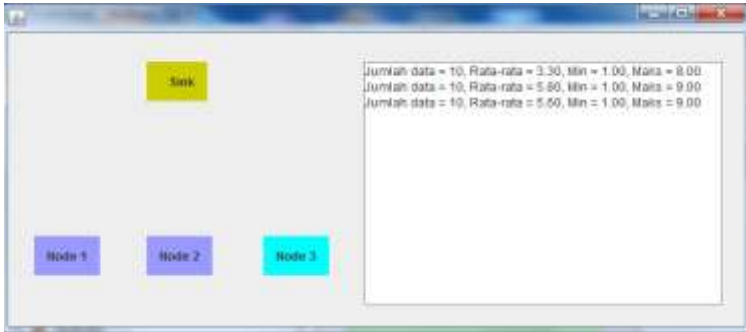 Sink
Jumlah data = 10, Rata-rata = 3.30, Min = 1.00, Maks = 8.00
Jumlah data = 10, Rata-rata = 5.60, Min = 1.00, Maks = 9.00
Jumlah data = 10, Rata-rata = 5.50, Min = 1.00, Maks = 9.00
Node 1
Node 2
Node 3